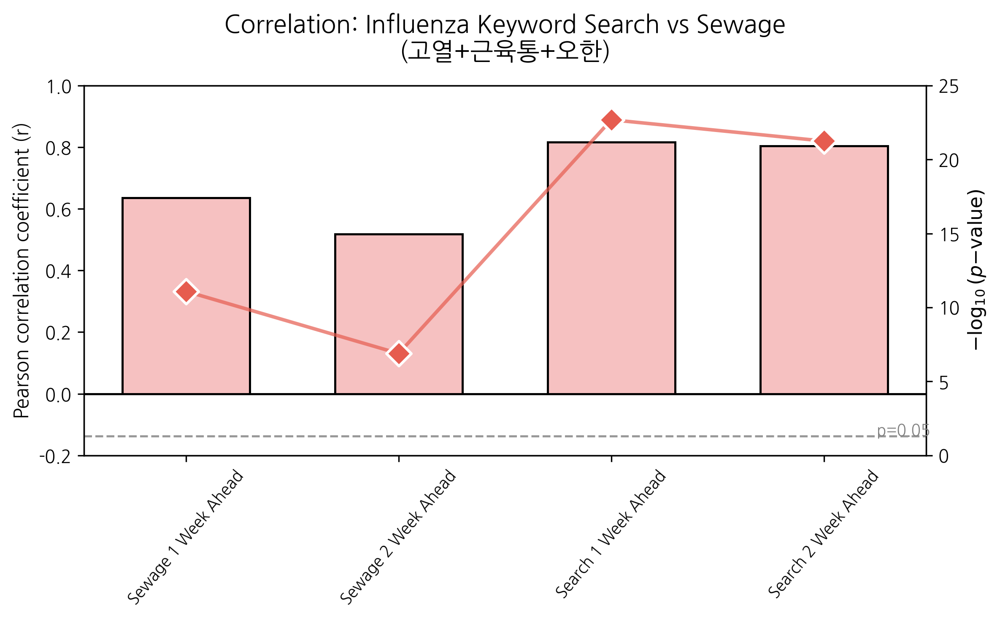 Correlation: Influenza Keyword Search vs Sewage
(고열+근육통+오한)
Pearson correlation coefficient (r)
1.0
0.8
0.6
0.4
0.2
0.0
-0.2
25
20
15
10
5
0
−log₁₀(p−value)
p=0.05
Sewage 1 Week Ahead
Sewage 2 Week Ahead
Search 1 Week Ahead
Search 2 Week Ahead